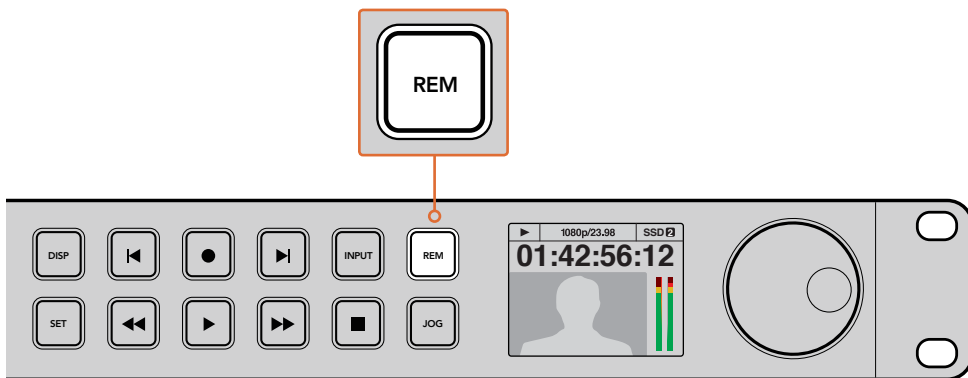 REM
DISP
INPUT
REM
1080p/23.98
SSD 2
01:42:56:12
SET
JOG